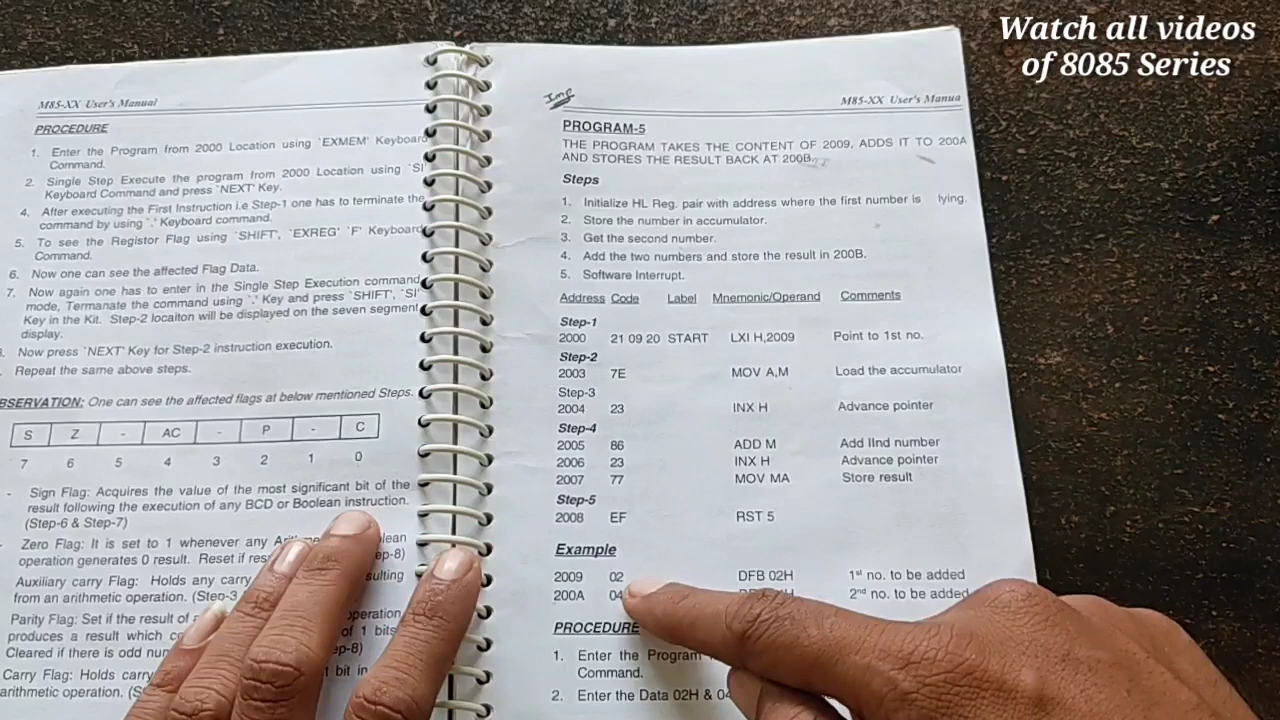 Watch all videos
of 8085 Series
M85-XX User's Manual
PROCEDURE
1. Enter the Program from 2000 Location using `EXMEM' Keyboard
Command.
2. Single Step Execute the program from 2000 Location using `SI'
Keyboard Command and press `NEXT' Key.
4. After executing the First Instruction i.e Step-1 one has to terminate the
command by using `.' Keyboard command.
5. To see the Registor Flag using `SHIFT', `EXREG' `F' Keyboard
Command.
6. Now one can see the affected Flag Data.
7. Now again one has to enter in the Single Step Execution command
mode, Termanate the command using `.' Key and press `SHIFT', `SI'
Key in the Kit. Step-2 locaiton will be displayed on the seven segment
display.
Now press `NEXT' Key for Step-2 instruction execution.
Repeat the same above steps.
BSERVATION: One can see the affected flags at below mentioned Steps.
S Z - AC - P - C
7 6 5 4 3 2 1 0
- Sign Flag: Acquires the value of the most significant bit of the
result following the execution of any BCD or Boolean instruction.
(Step-6 & Step-7)
- Zero Flag: It is set to 1 whenever any lean
operation generates 0 result. Reset if ep-8)
Auxiliary carry Flag: Holds any carry sulting
from an arithmetic operation. (Step-3
Parity Flag: Set if the result of operation
produces a result which of 1 bits
Cleared if there is odd ep-8)
Carry Flag: Holds carry t bit in
arithmetic operation.
Imp
M85-XX User's Manua
PROGRAM-5
THE PROGRAM TAKES THE CONTENT OF 2009, ADDS IT TO 200A
AND STORES THE RESULT BACK AT 200B.
Steps
1. Initialize HL Reg. pair with address where the first number is lying.
2. Store the number in accumulator.
3. Get the second number.
4. Add the two numbers and store the result in 200B.
5. Software Interrupt.
Address Code Label Mnemonic/Operand Comments
Step-1
2000 21 09 20 START LXI H,2009 Point to 1st no.
Step-2
2003 7E MOV A,M Load the accumulator
Step-3
2004 23 INX H Advance pointer
Step-4
2005 86 ADD M Add IInd number
2006 23 INX H Advance pointer
2007 77 MOV MA Store result
Step-5
2008 EF RST 5
Example
2009 02 DFB 02H 1st no. to be added
200A 04 2nd no. to be added
PROCEDURE
1. Enter the Program
Command.
2. Enter the Data 02H & 04